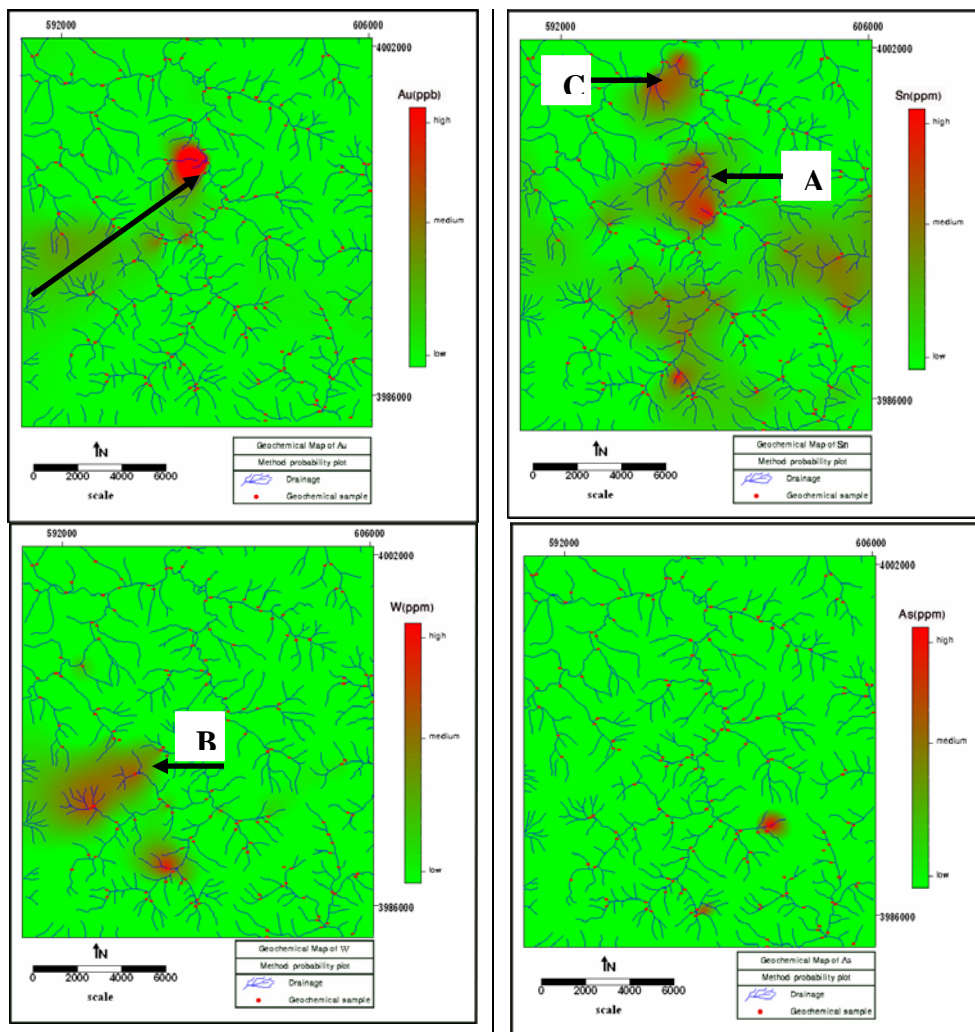 592000 606000
4002000
Au(ppb)
high
medium
low
3986000
N
0 2000 4000 6000
scale
Geochemical Map of Au
Method probability plot
Drainage
Geochemical sample
592000 606000
4002000
C
A
Sn(ppm)
high
medium
low
3986000
N
0 2000 4000 6000
scale
Geochemical Map of Sn
Method probability plot
Drainage
Geochemical sample
592000 606000
4002000
W(ppm)
high
medium
B
low
3986000
N
0 2000 4000 6000
scale
Geochemical Map of W
Method probability plot
Drainage
Geochemical sample
592000 606000
4002000
As(ppm)
high
medium
low
3986000
N
0 2000 4000 6000
scale
Geochemical Map of As
Method probability plot
Drainage
Geochemical sample